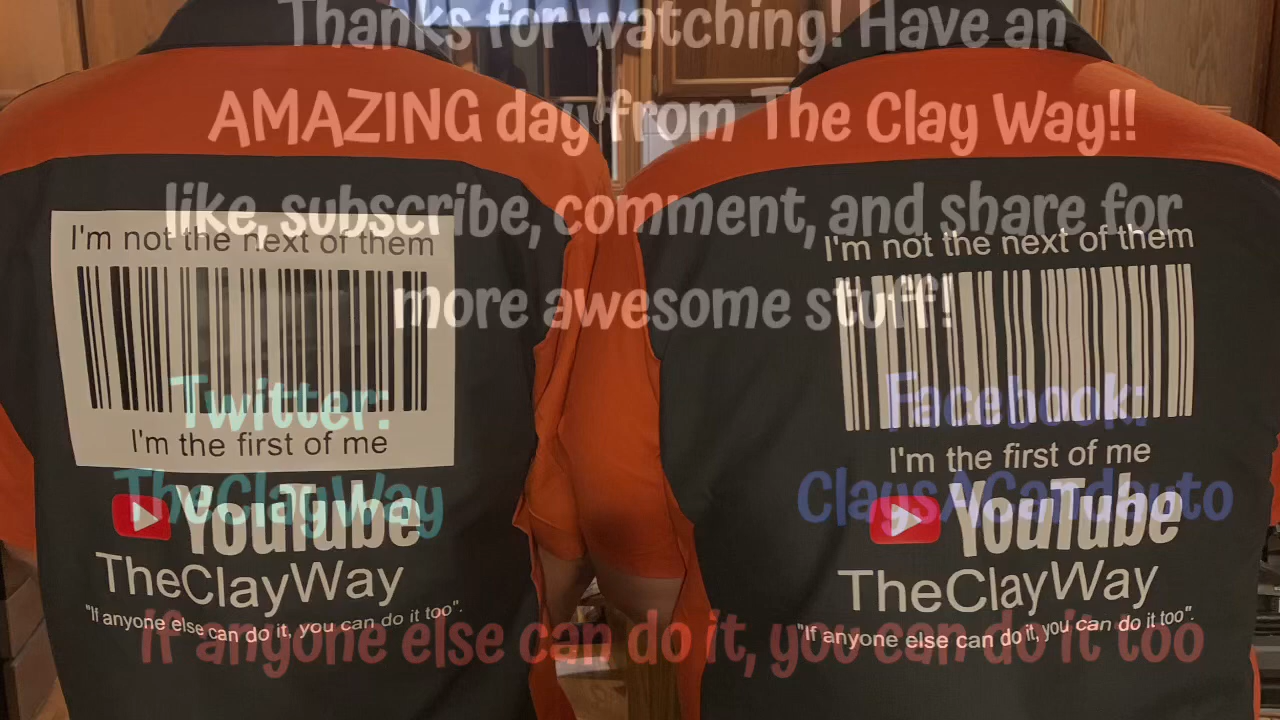 Thanks for watching! Have an
AMAZING day from The Clay Way!!
like, subscribe, comment, and share for
more awesome stuff!
Twitter:
TheClayWay
Facebook:
ClaysACandauto
If anyone else can do it, you can do it too
I'm not the next of them
I'm the first of me
YouTube
TheClayWay
"If anyone else can do it, you can do it too".
I'm not the next of them
I'm the first of me
YouTube
TheClayWay
"If anyone else can do it, you can do it too".